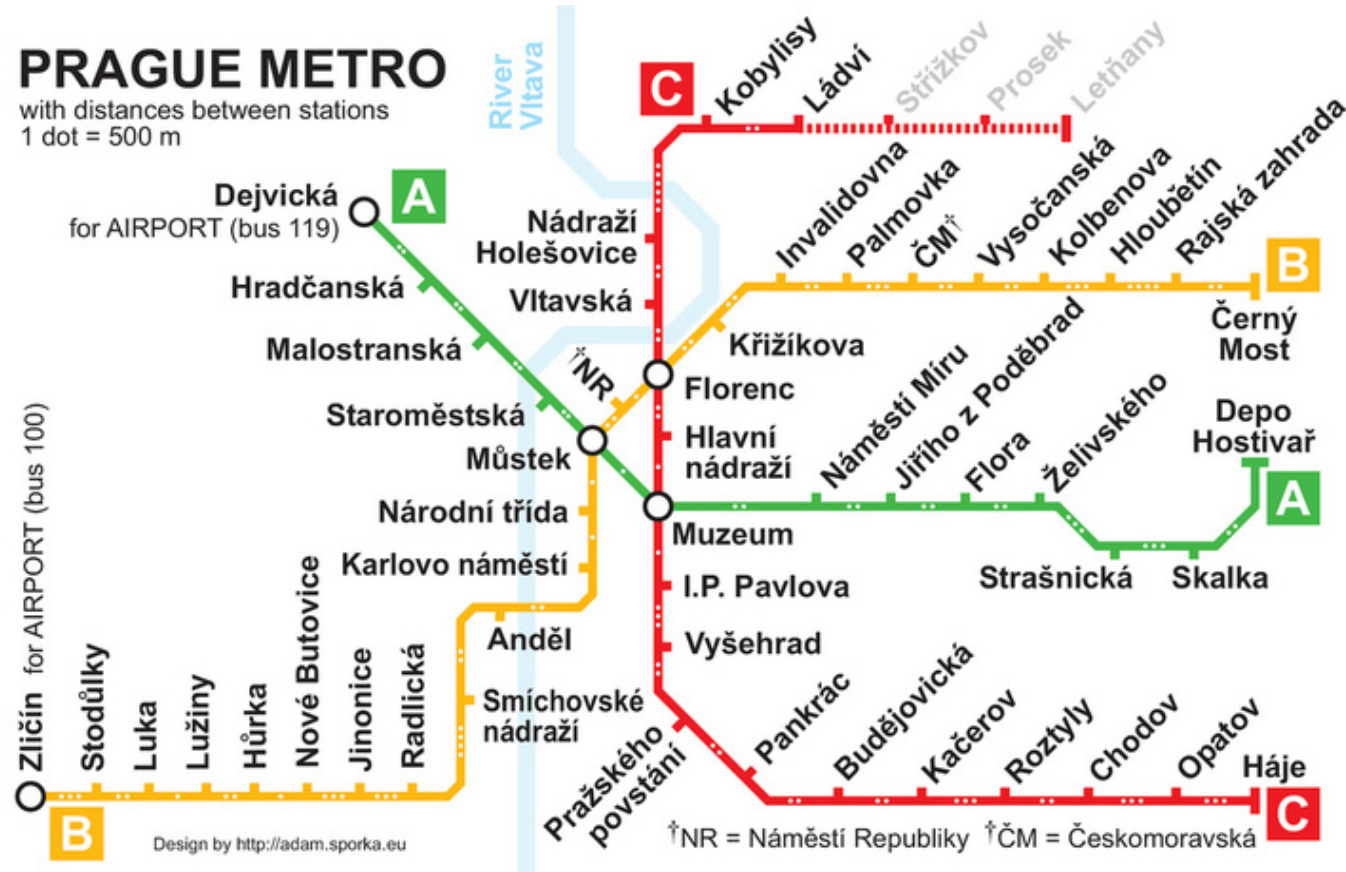 PRAGUE METRO
with distances between stations
1 dot = 500 m
River
Vltava
C
Kobylisy
Ládví
Střížkov
Prosek
Letňany
Dejvická
for AIRPORT (bus 119)
A
Hradčanská
Malostranská
Staroměstská
Můstek
Nádraží
Holešovice
Vltavská
†NR
Florenc
Křižíkova
Invalidovna
Palmovka
ČM†
Vysočanská
Kolbenova
Hloubětín
Rajská zahrada
B
Černý
Most
Hlavní
nádraží
Muzeum
Náměstí Míru
Jiřího z Poděbrad
Flora
Želivského
Strašnická
Skalka
Depo
Hostivař
A
Národní třída
Karlovo náměstí
Anděl
Smíchovské
nádraží
Radlická
Jinonice
Nové Butovice
Hůrka
Lužiny
Luka
Stodůlky
Zličín for AIRPORT (bus 100)
B
I.P. Pavlova
Vyšehrad
Pražského
povstání
Pankrác
Budějovická
Kačerov
Roztyly
Chodov
Opatov
Háje
C
Design by http://adam.sporka.eu
†NR = Náměstí Republiky †ČM = Českomoravská